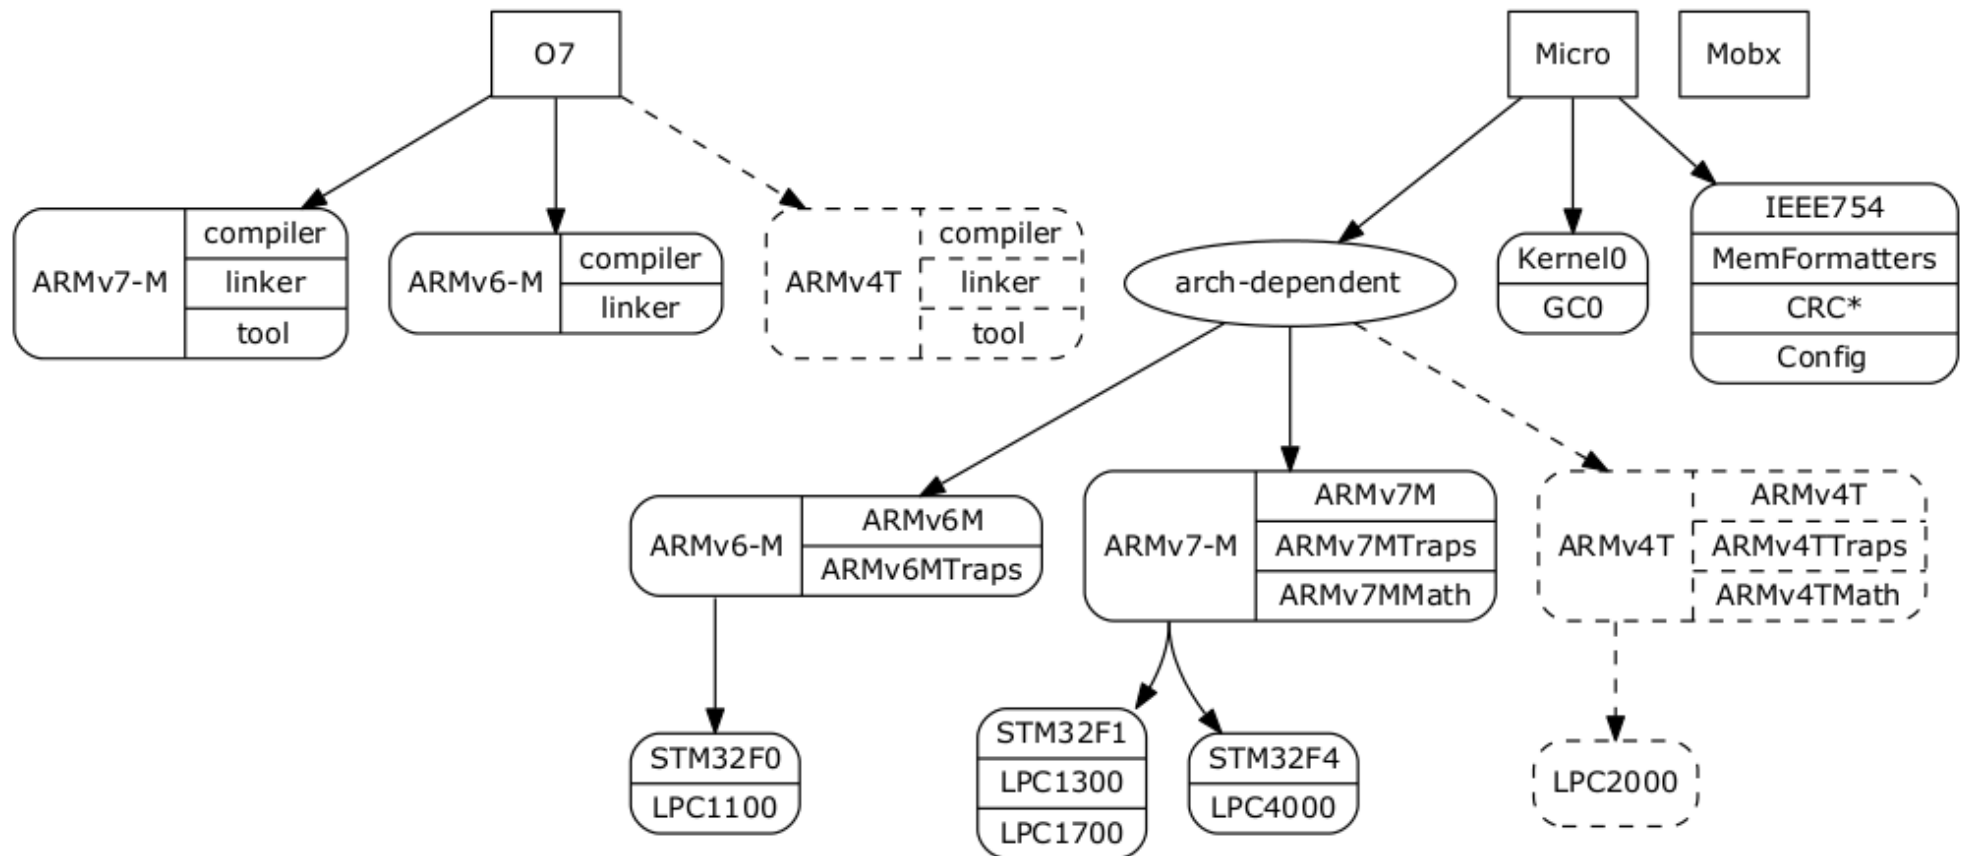 O7
Micro
Mobx
ARMv7-M
compiler
linker
tool
ARMv6-M
compiler
linker
ARMv4T
compiler
linker
tool
arch-dependent
Kernel0
GC0
IEEE754
MemFormatters
CRC*
Config
ARMv6-M
ARMv6M
ARMv6MTraps
ARMv7-M
ARMv7M
ARMv7MTraps
ARMv7MMath
ARMv4T
ARMv4T
ARMv4TTraps
ARMv4TMath
STM32F0
LPC1100
STM32F1
LPC1300
LPC1700
STM32F4
LPC4000
LPC2000